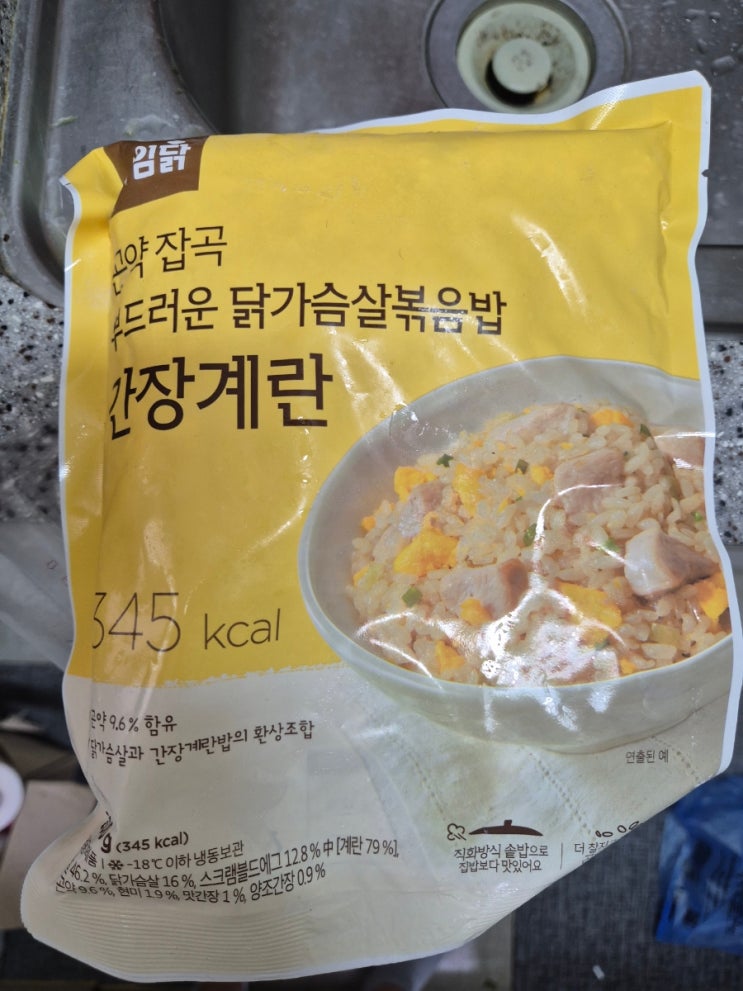 임닭
곤약 잡곡
부드러운 닭가슴살볶음밥
간장계란
345 kcal
곤약 9.6% 함유
닭가슴살과 간장계란밥의 환상조합
연출된 예
g (345 kcal)
-18℃ 이하 냉동보관
46.2%, 닭가슴살 16%, 스크램블드에그 12.8% 中 [계란 79%],
곤약 9.6%, 현미 1.9%, 맛간장 1%, 양조간장 0.9%
직화방식 솥밥으로
집밥보다 맛있어요
더